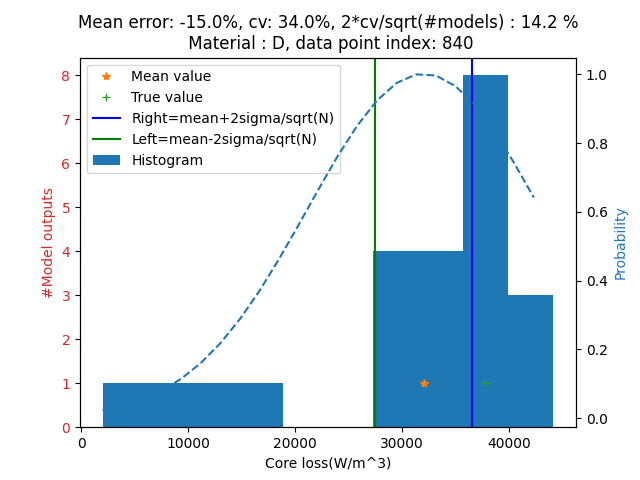 Mean error: -15.0%, cv: 34.0%, 2*cv/sqrt(#models) : 14.2 %
Material : D, data point index: 840
Mean value
True value
Right=mean+2sigma/sqrt(N)
Left=mean-2sigma/sqrt(N)
Histogram
#Model outputs
8
7
6
5
4
3
2
1
0
1.0
0.8
0.6
0.4
0.2
0.0
Probability
0 10000 20000 30000 40000
Core loss(W/m^3)